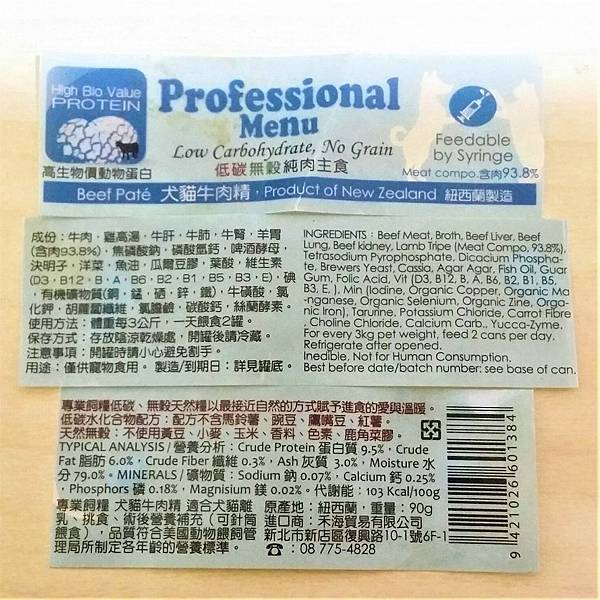 High Bio Value
PROTEIN
高生物價動物蛋白
Professional
Menu
Low Carbohydrate, No Grain
低碳無穀純肉主食
Feedable
by Syringe
Meat compo.含肉93.8%
Beef Paté 犬貓牛肉精，Product of New Zealand 紐西蘭製造
成份：牛肉，雞高湯，牛肝，牛肺，牛腎，羊胃
(含肉93.8%)，焦磷酸鈉，磷酸氫鈣，啤酒酵母，
決明子，洋菜，魚油，瓜爾豆膠，葉酸，維生素
(D3，B12，B，A，B6，B2，B1，B5，B3，E)，碘
，有機礦物質(銅，錳，硒，鋅，鐵)，牛磺酸，氯
化鉀，胡蘿蔔纖維，氯膽鹼，碳酸鈣，絲蘭酵素。
使用方法：體重每3公斤，一天餵食2罐。
保存方式：存放陰涼乾燥處，開罐後請冷藏。
注意事項：開罐時請小心避免割手。
用途：僅供寵物食用。 製造/到期日：詳見罐底。
INGREDIENTS : Beef Meat, Broth, Beef Liver, Beef
Lung, Beef kidney, Lamb Tripe (Meat Compo, 93.8%).
Tetrasodium Pyrophosphate, Dicacium Phospha-
te, Brewers Yeast, Cassia, Agar Agar, Fish Oil, Guar
Gum, Folic Acid, Vit (D3, B12, B, A, B6, B2, B1, B5,
B3, E, ), Min (Iodine, Organic Copper, Organic Ma
-nganese, Organic Selenium, Organic Zine, Orga-
nic Iron), Tarurine, Potassium Chloride, Carrot Fibre
, Choline Chloride, Calcium Carb., Yucca-Zyme.
For every 3kg pet weight, feed 2 cans per day.
Refrigerate after opened.
Inedible, Not for Human Consumption.
Best before date/batch number: see base of can.
專業飼糧低碳、無穀天然糧以最接近自然的方式賦予進食的愛與溫暖。
低碳水化合物配方：配方不含馬鈴薯、豌豆、鷹嘴豆、紅薯。
天然無穀：不使用黃豆、小麥、玉米、香料、色素、鹿角菜膠。
TYPICAL ANALYSIS / 營養分析：Crude Protein 蛋白質 9.5%，Crude
Fat 脂肪 6.0%，Crude Fiber 纖維 0.3%，Ash 灰質 3.0%，Moisture 水
分 79.0%。MINERALS / 礦物質：Sodium 鈉 0.07%，Calcium 鈣 0.25%
，Phosphors 磷 0.18%，Magnisium 鎂 0.02%。代謝能：103 Kcal/100g
專業飼糧 犬貓牛肉精 適合犬貓離
乳、挑食、術後營養補充（可針筒
餵食），品質符合美國動物餵飼管
理局所制定各年齡的營養標準。
原產地：紐西蘭，重量：90g
進口商：禾海貿易有限公司
新北市新店區復興路10-1號6F-1
☎：08 775-4828
9 421026 601384